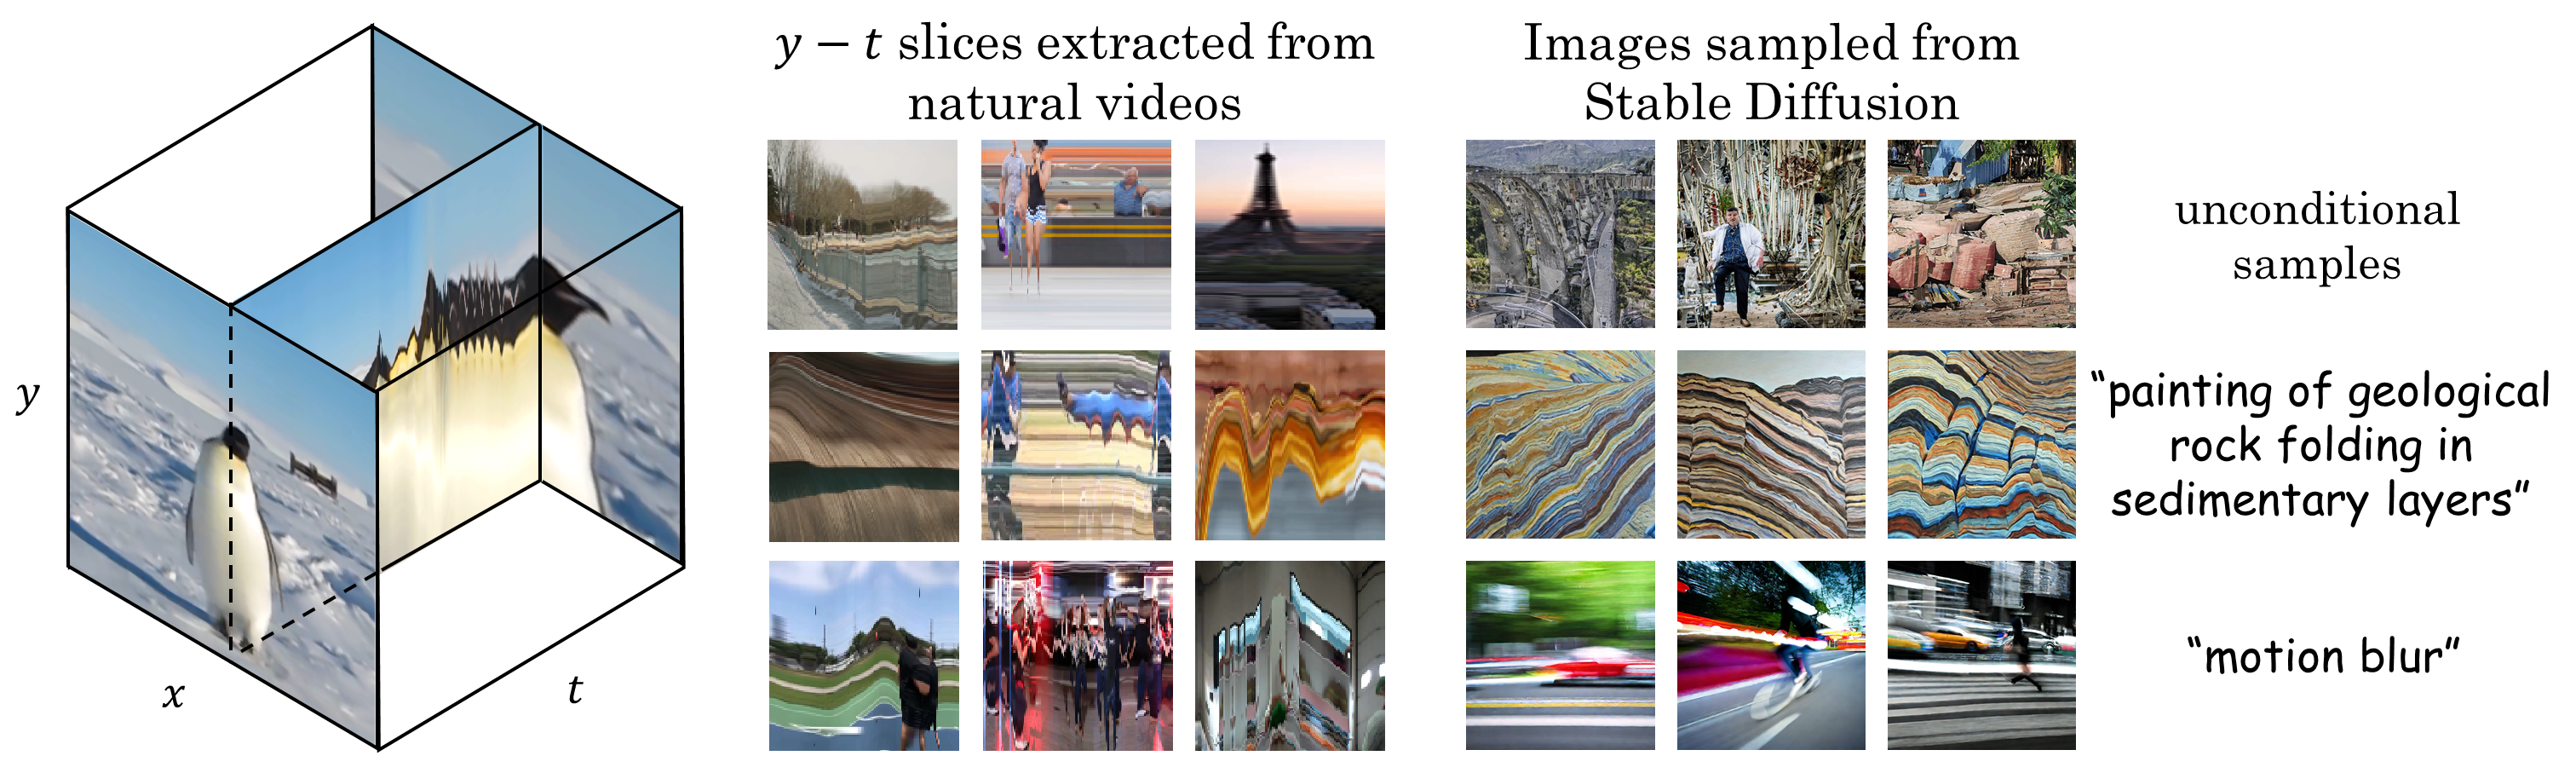 y − t slices extracted from
natural videos
Images sampled from
Stable Diffusion
unconditional
samples
y
“painting of geological
rock folding in
sedimentary layers”
“motion blur”
x
t